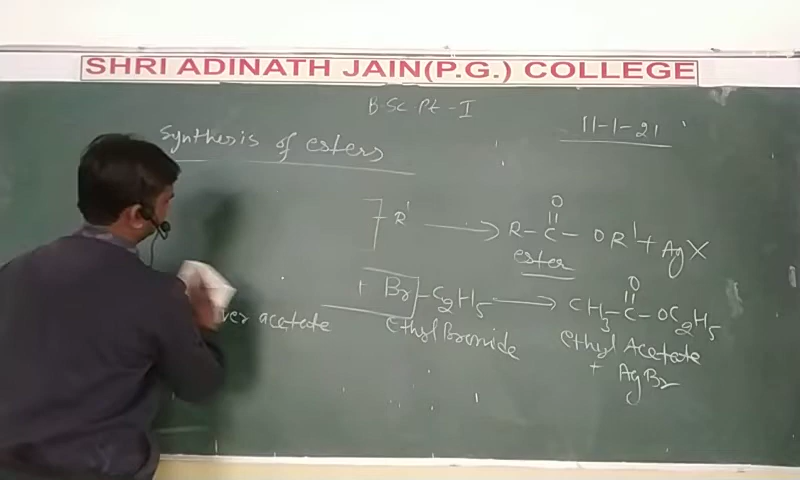 SHRI ADINATH JAIN(P.G.) COLLEGE
B.Sc. Pt-I
11-1-21
Synthesis of esters
R' → R-C-OR' + AgX
O
ester
+ Br-C2H5 → CH3-C-OC2H5
O
ver acetate
Ethyl Bromide
ethyl Acetate
+ AgBr